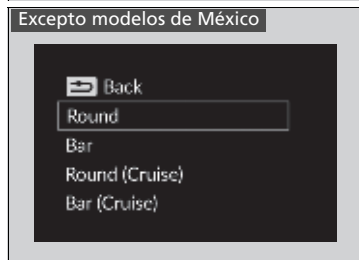 Excepto modelos de México
Back
Round
Bar
Round (Cruise)
Bar (Cruise)